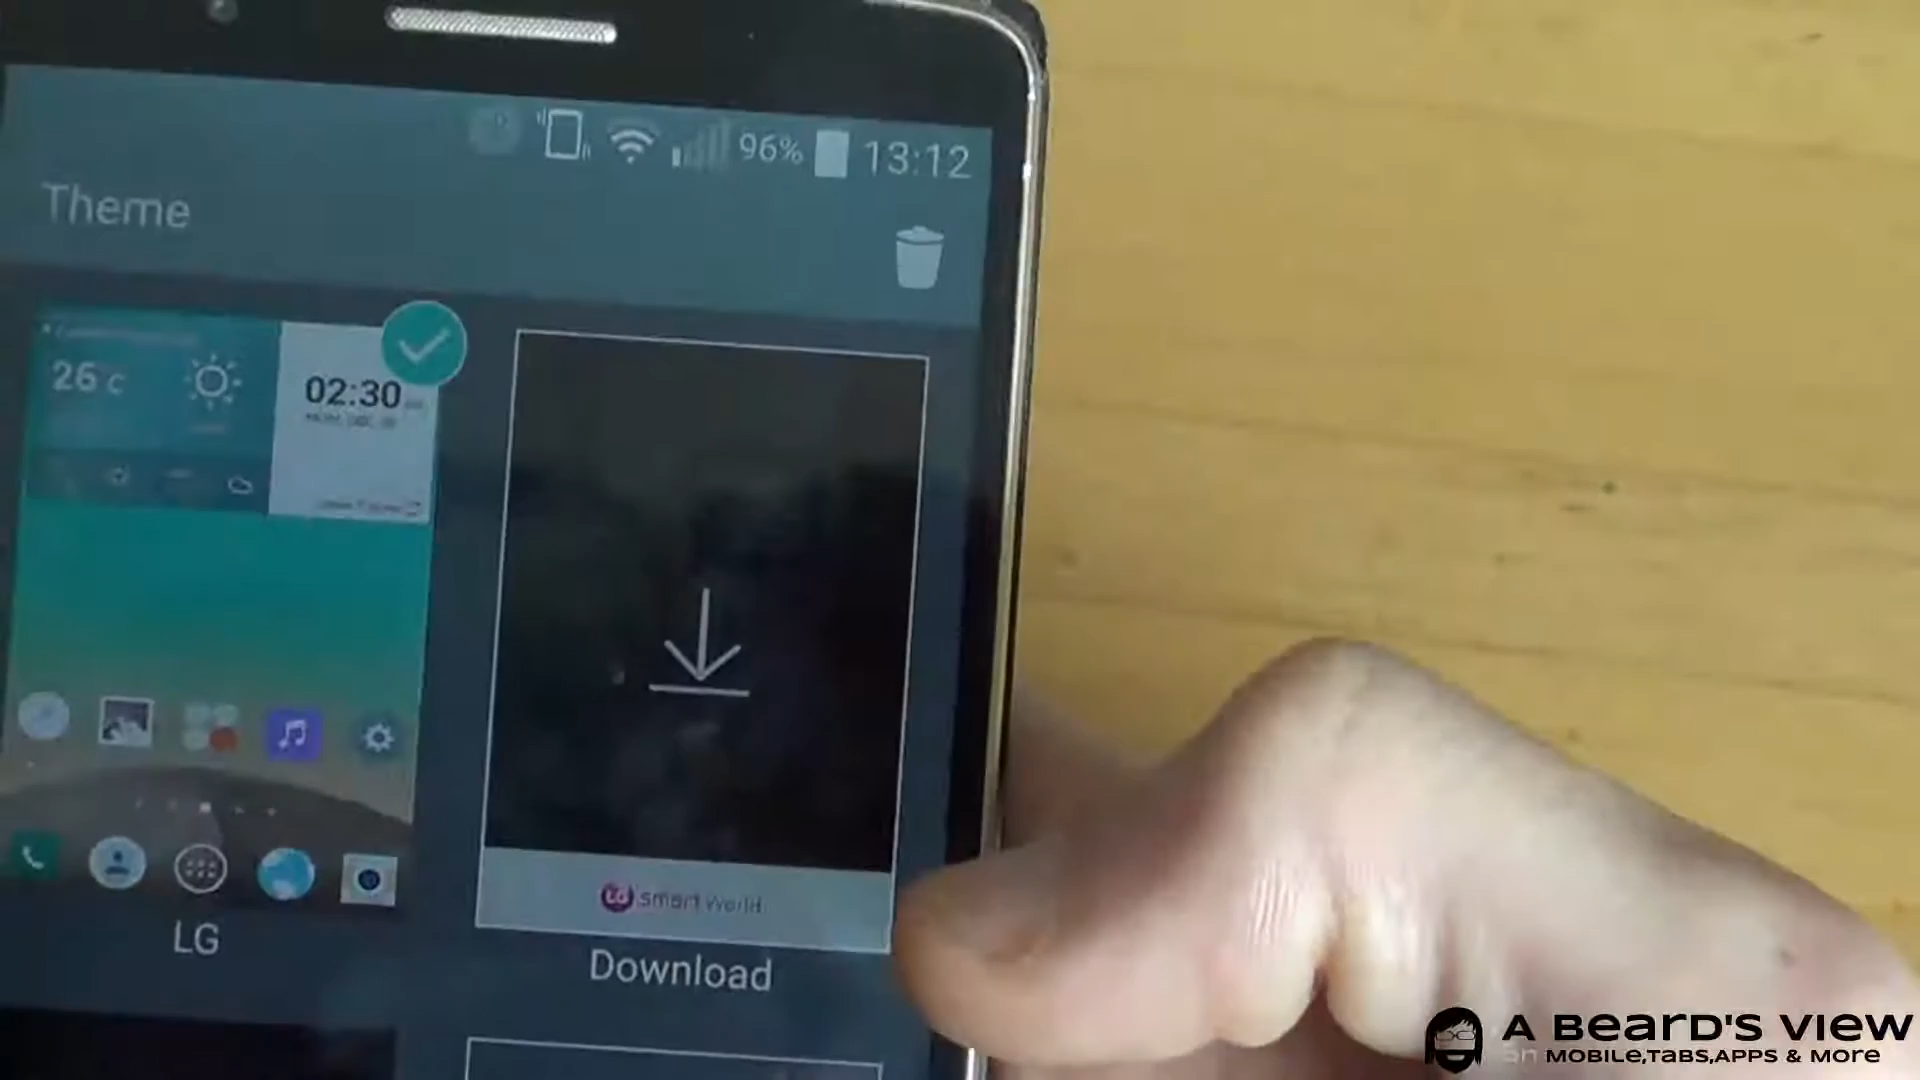 96% 13:12
Theme
26 c
02:30
smart world
LG
Download
A BEARD'S VIEW
on MOBILE,TABS,APPS & MORE